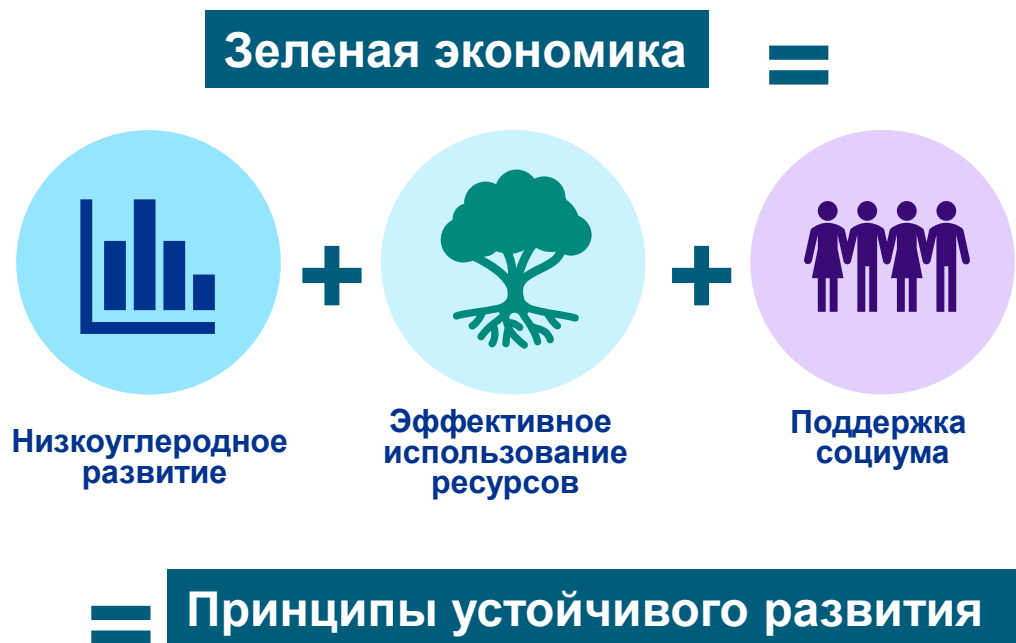 Зеленая экономика =
+ +
Низкоуглеродное
развитие
Эффективное
использование
ресурсов
Поддержка
социума
= Принципы устойчивого развития